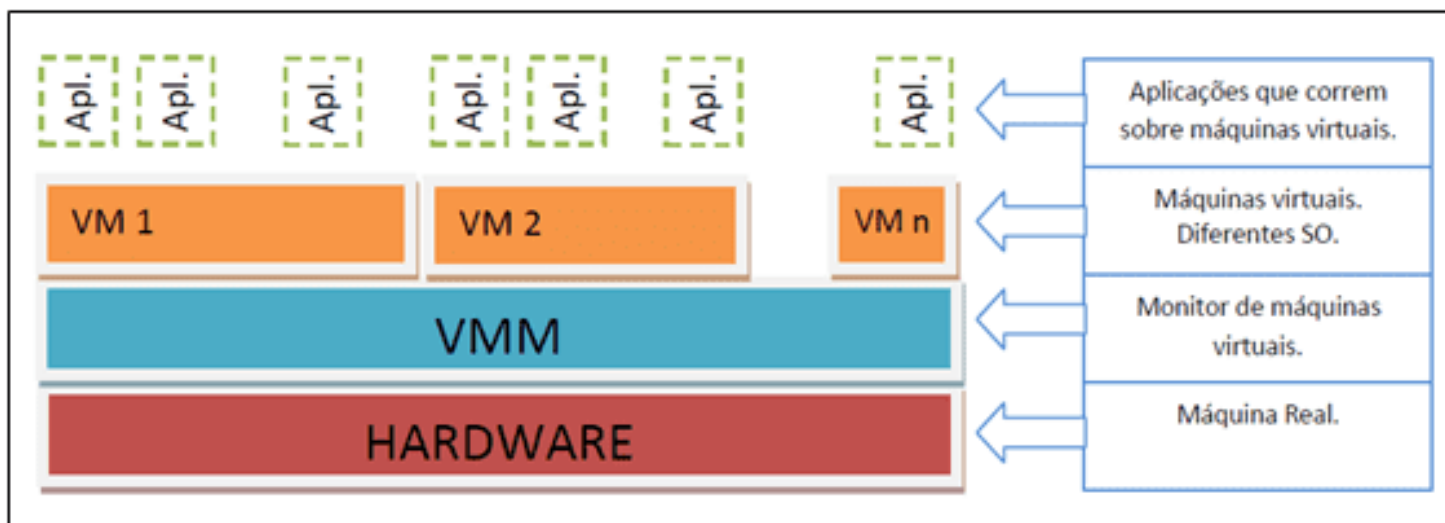 Apl.
Apl.
Apl.
Apl.
Apl.
Apl.
Apl.
Aplicações que correm
sobre máquinas virtuais.
VM 1
VM 2
VM n
Máquinas virtuais.
Diferentes SO.
VMM
Monitor de máquinas
virtuais.
HARDWARE
Máquina Real.